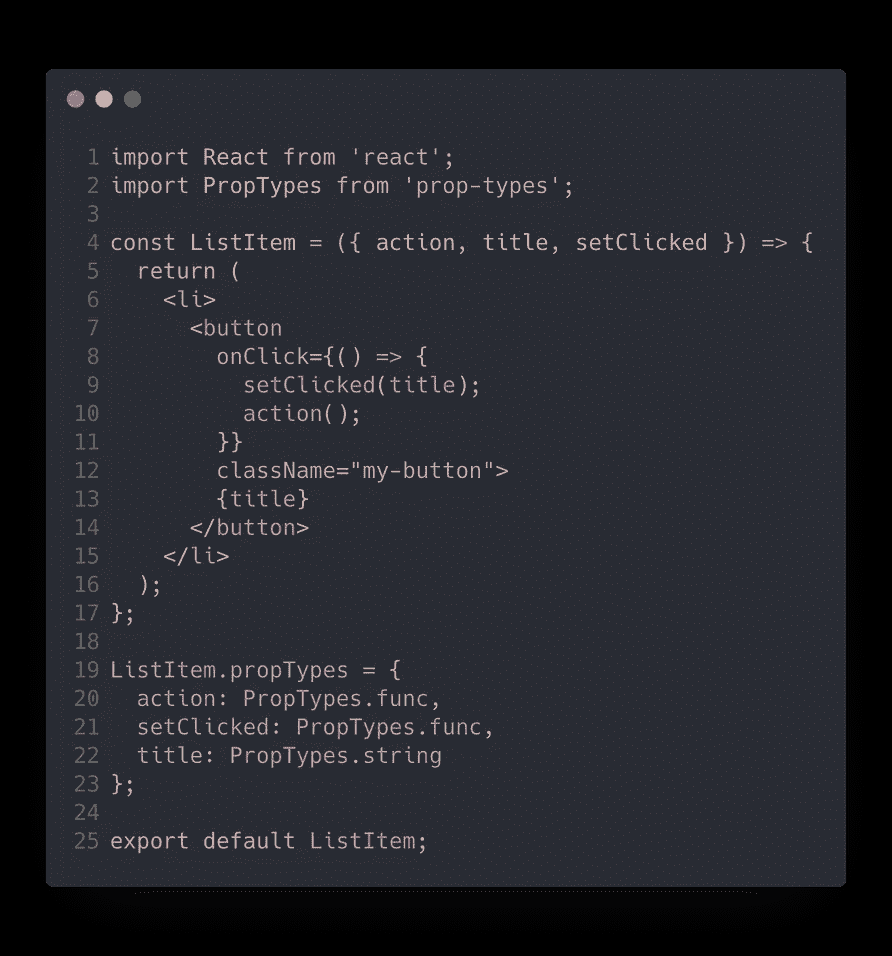 1 import React from 'react';
2 import PropTypes from 'prop-types';
3
4 const ListItem = ({ action, title, setClicked }) => {
5   return (
6     <li>
7       <button
8         onClick={() => {
9           setClicked(title);
10           action();
11         }}
12         className="my-button">
13         {title}
14       </button>
15     </li>
16   );
17 };
18
19 ListItem.propTypes = {
20   action: PropTypes.func,
21   setClicked: PropTypes.func,
22   title: PropTypes.string
23 };
24
25 export default ListItem;